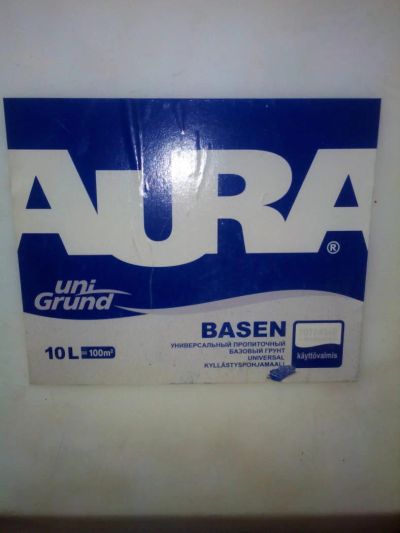 AURA®
uni
Grund
BASEN
УНИВЕРСАЛЬНЫЙ ПРОПИТОЧНЫЙ
БАЗОВЫЙ ГРУНТ
UNIVERSAL
KYLLÄSTYSPOHJAMAALI
10 L = 100m²
käyttövalmis